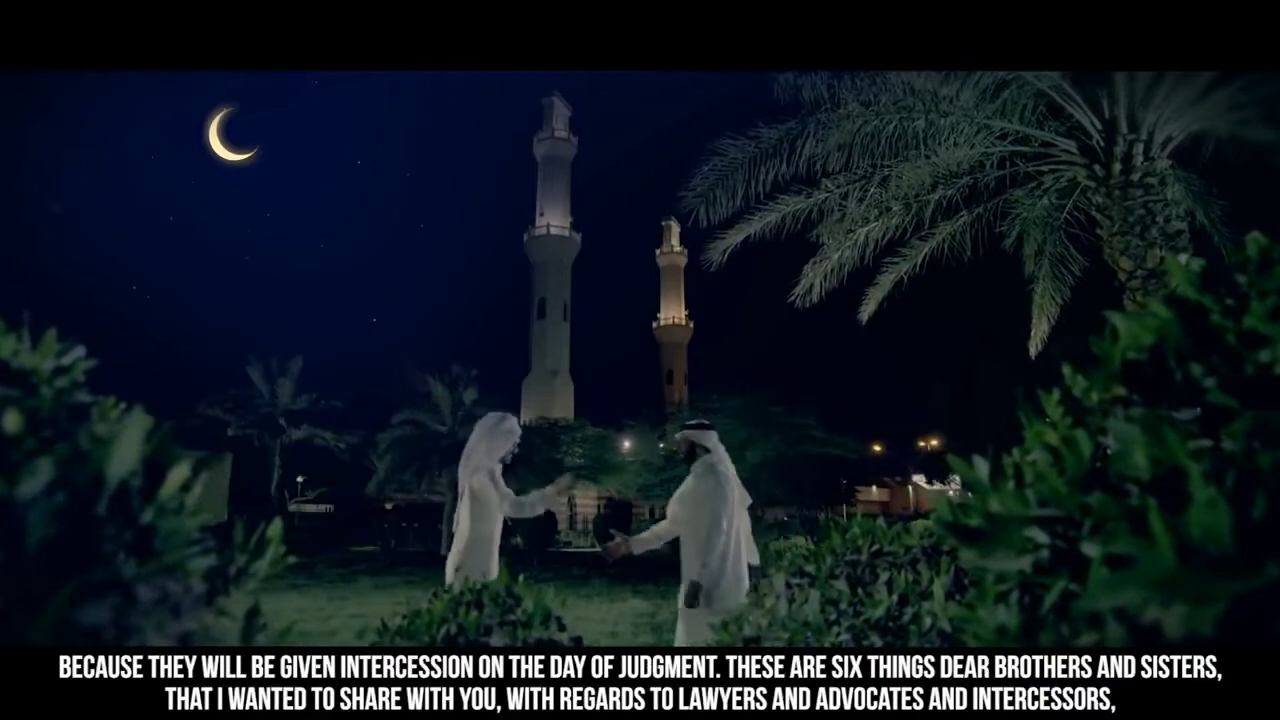 BECAUSE THEY WILL BE GIVEN INTERCESSION ON THE DAY OF JUDGMENT. THESE ARE SIX THINGS DEAR BROTHERS AND SISTERS,
THAT I WANTED TO SHARE WITH YOU, WITH REGARDS TO LAWYERS AND ADVOCATES AND INTERCESSORS,